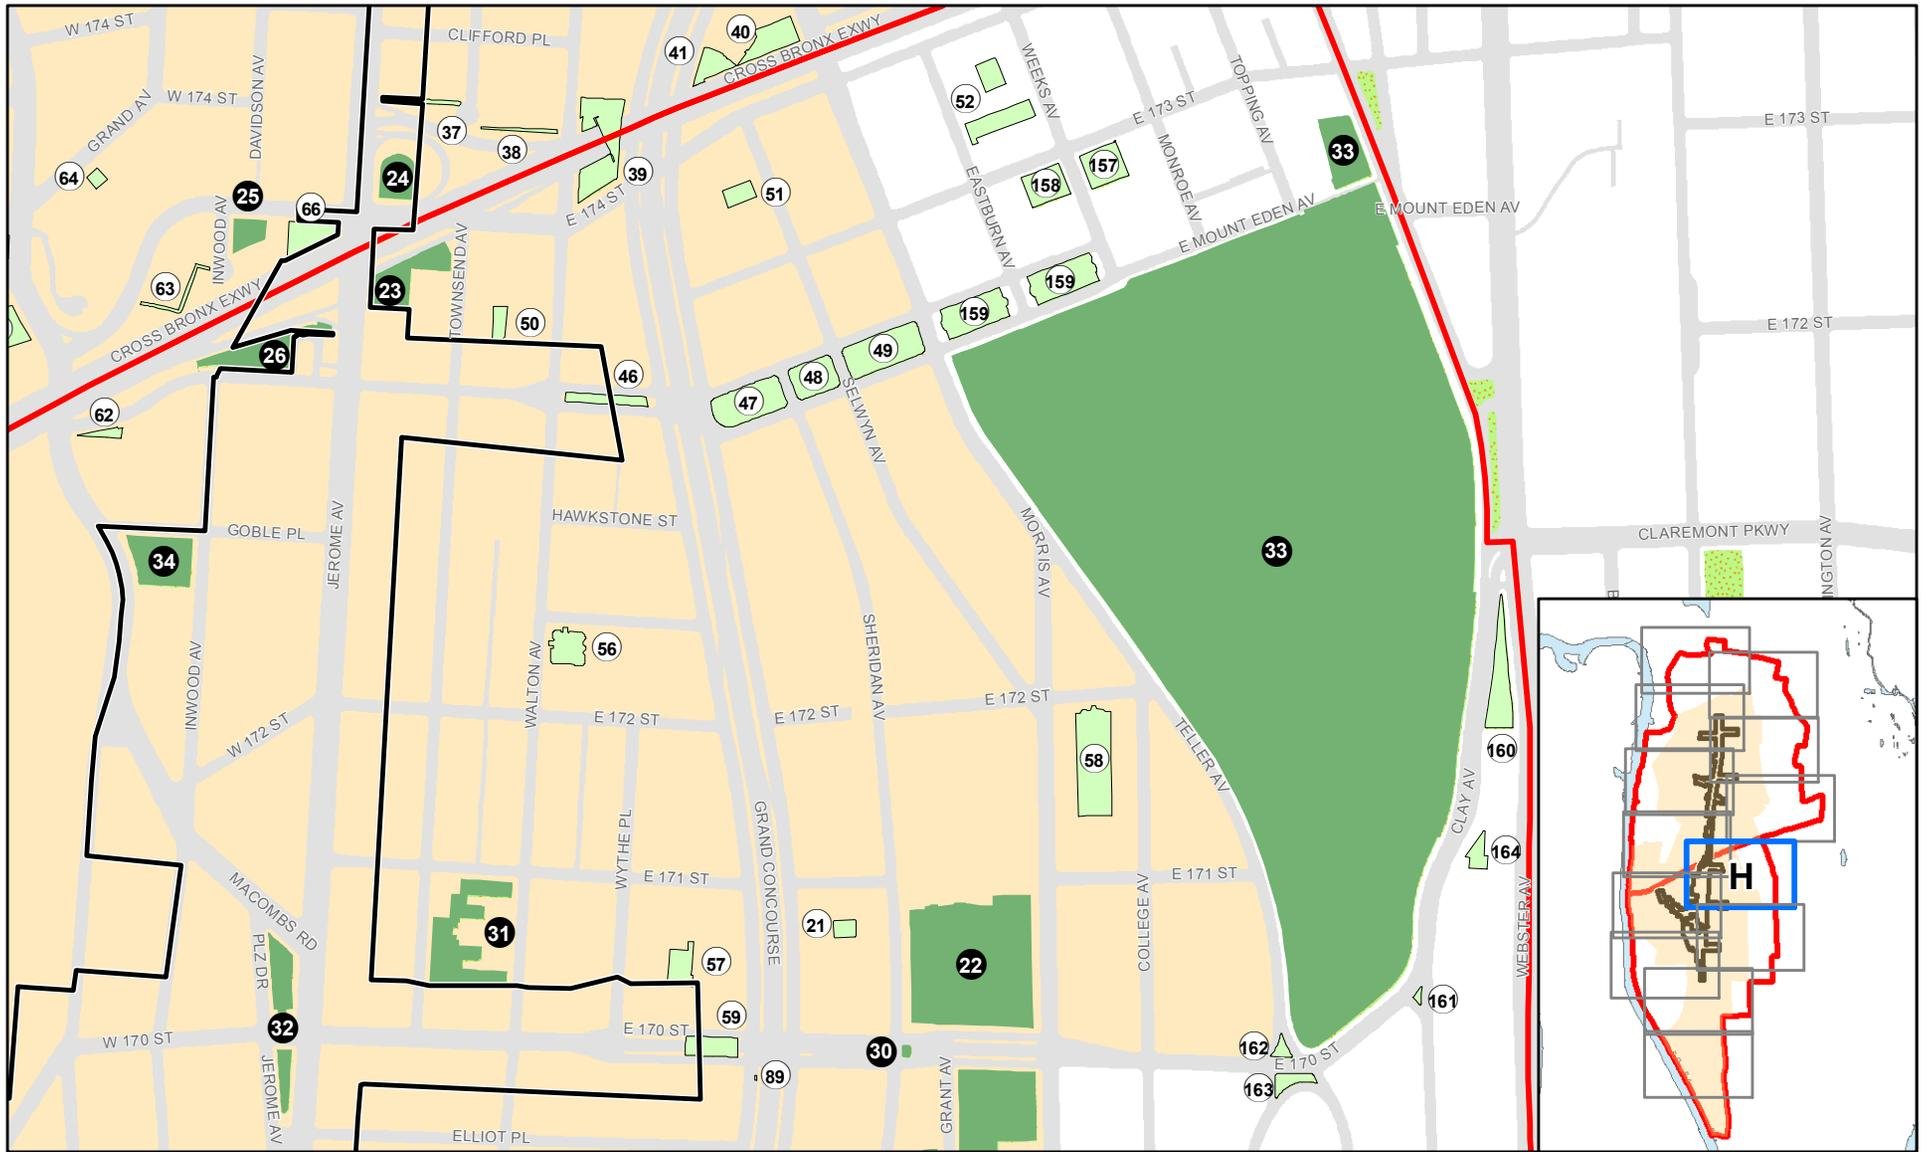 W 174 ST
CLIFFORD PL
40
41
CROSS BRONX EXWY
WEEKS AV
TOPPING AV
GRAND AV
W 174 ST
DAVIDSON AV
37
38
52
E 173 ST
E 173 ST
MONROE AV
33
64
24
39
51
157
158
25
66
INWOOD AV
E 174 ST
EASTBURN AV
E MOUNT EDEN AV
E MOUNT EDEN AV
63
23
TOWNSEND AV
159
159
CROSS BRONX EXWY
50
E 172 ST
26
49
48
47
46
SELWYN AV
62
JEROME AV
GOBLE PL
HAWKSTONE ST
MORRIS AV
33
CLAREMONT PKWY
INGTON AV
34
INWOOD AV
56
WALTON AV
SHERIDAN AV
W 172 ST
E 172 ST
E 172 ST
E 172 ST
TELLER AV
58
160
CLAY AV
164
WYTHE PL
GRAND CONCOURSE
E 171 ST
E 171 ST
COLLEGE AV
WEBSTER AV
MACOMBS RD
H
31
21
22
PLZ DR
57
161
32
59
W 170 ST
E 170 ST
30
162
E 170 ST
JEROME AV
89
GRANT AV
163
ELLIOT PL